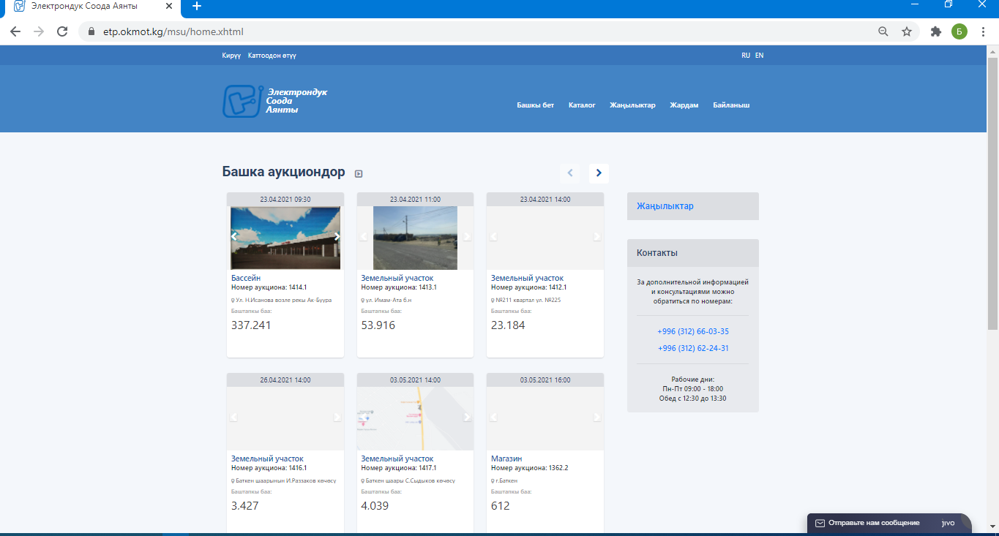 Электрондук Соода Аянты
etp.okmot.kg/msu/home.xhtml
Б
Кирүү Каттоодон өтүү
RU EN
Электрондук
Соода
Аянты
Башкы бет Каталог Жаңылыктар Жардам Байланыш
Башка аукциондор
23.04.2021 09:30
Бассейн
Номер аукциона: 1414.1
Ул. Н.Исанова возле рекы Ак-Буура
Баштапкы баа:
337.241
23.04.2021 11:00
Земельный участок
Номер аукциона: 1413.1
ул. Имам-Ата б.н
Баштапкы баа:
53.916
23.04.2021 14:00
Земельный участок
Номер аукциона: 1412.1
№211 квартал ул. №225
Баштапкы баа:
23.184
26.04.2021 14:00
Земельный участок
Номер аукциона: 1416.1
Баткен шаарынын И.Раззаков көчөсу
Баштапкы баа:
3.427
03.05.2021 14:00
Земельный участок
Номер аукциона: 1417.1
Баткен шаары С.Сыдыков көчөсу
Баштапкы баа:
4.039
03.05.2021 16:00
Магазин
Номер аукциона: 1362.2
г.Баткен
Баштапкы баа:
612
Жаңылыктар
Контакты
За дополнительной информацией
и консультациями можно
обратиться по номерам:
+996 (312) 66-03-35
+996 (312) 62-24-31
Рабочие дни:
Пн-Пт 09:00 - 18:00
Обед с 12:30 до 13:30
Отправьте нам сообщение jivo